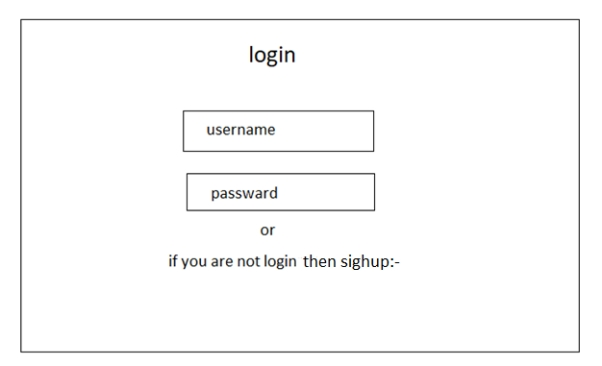 login
username
passward
or
if you are not login then sighup:-